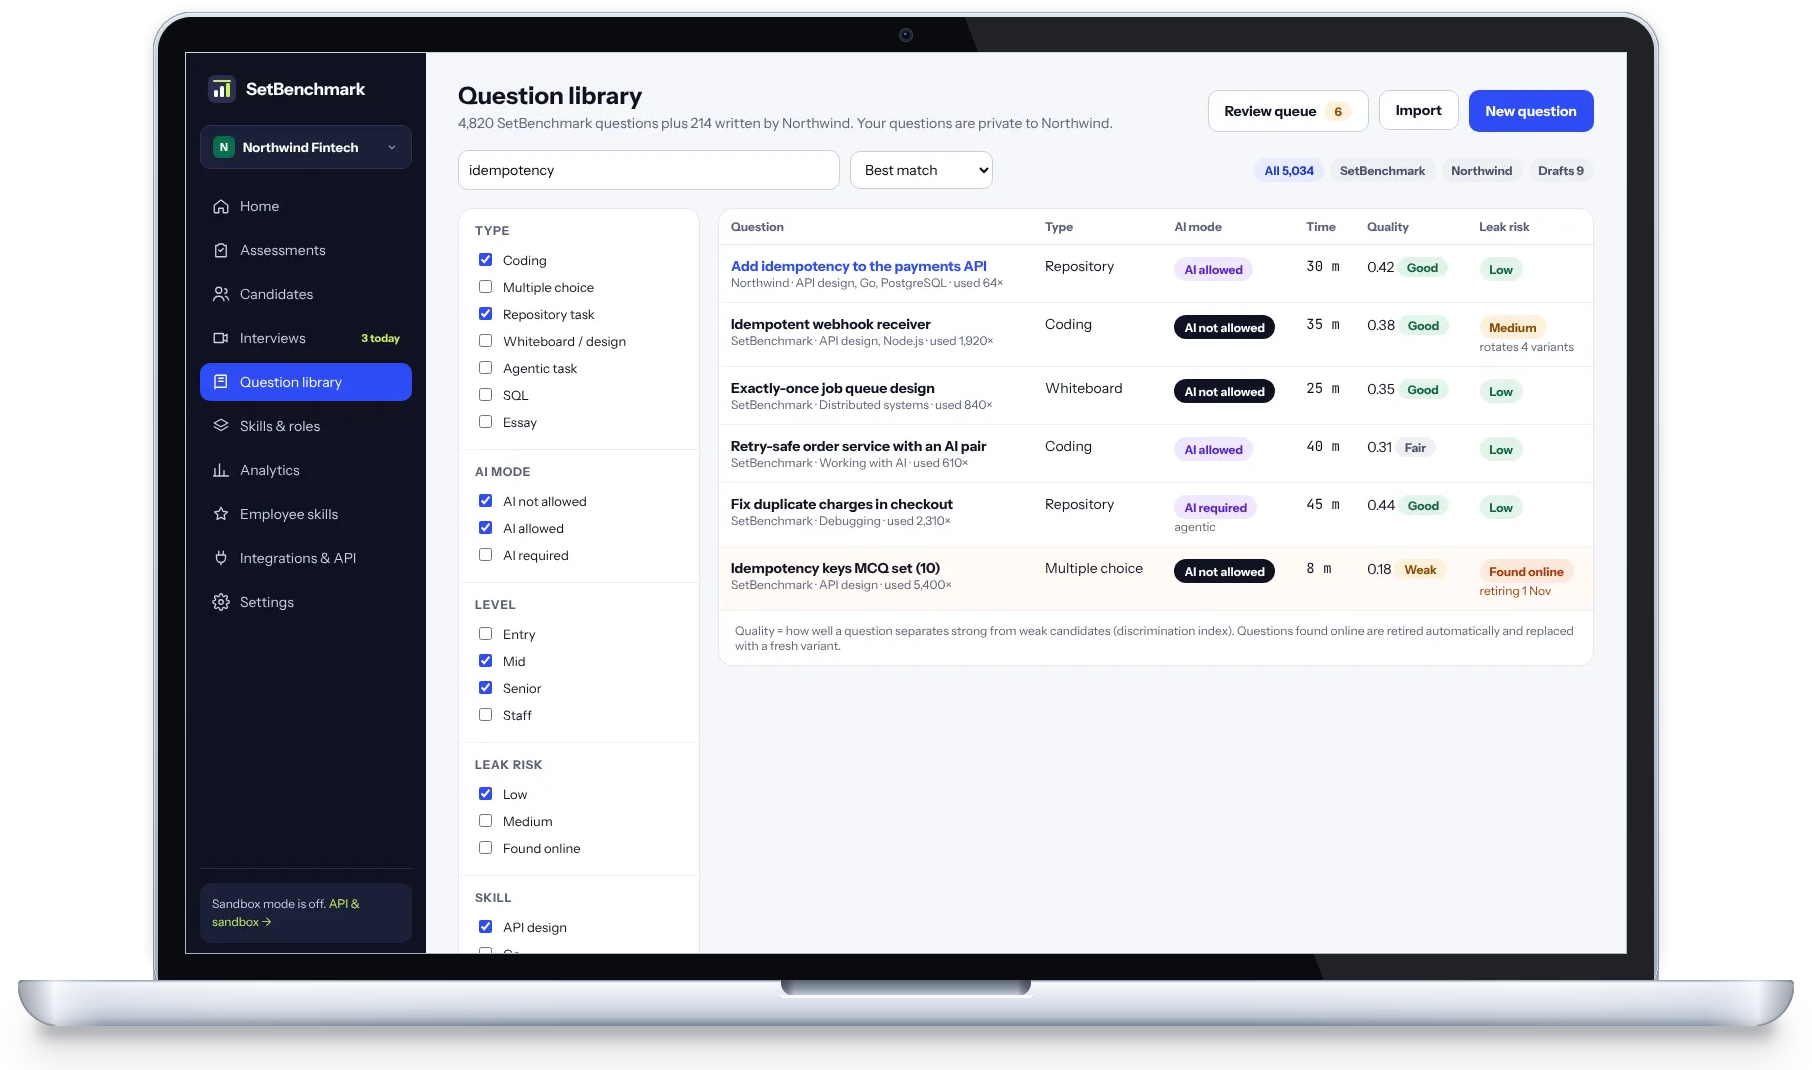 SetBenchmark
N Northwind Fintech
Home
Assessments
Candidates
Interviews 3 today
Question library
Skills & roles
Analytics
Employee skills
Integrations & API
Settings
Sandbox mode is off. API &
sandbox →
Question library
4,820 SetBenchmark questions plus 214 written by Northwind. Your questions are private to Northwind.
Review queue 6
Import
New question
idempotency
Best match
All 5,034
SetBenchmark
Northwind
Drafts 9
TYPE
Coding
Multiple choice
Repository task
Whiteboard / design
Agentic task
SQL
Essay
AI MODE
AI not allowed
AI allowed
AI required
LEVEL
Entry
Mid
Senior
Staff
LEAK RISK
Low
Medium
Found online
SKILL
API design
Question Type AI mode Time Quality Leak risk
Add idempotency to the payments API Repository AI allowed 30 m 0.42 Good Low
Northwind · API design, Go, PostgreSQL · used 64×
Idempotent webhook receiver Coding AI not allowed 35 m 0.38 Good Medium
SetBenchmark · API design, Node.js · used 1,920× rotates 4 variants
Exactly-once job queue design Whiteboard AI not allowed 25 m 0.35 Good Low
SetBenchmark · Distributed systems · used 840×
Retry-safe order service with an AI pair Coding AI allowed 40 m 0.31 Fair Low
SetBenchmark · Working with AI · used 610×
Fix duplicate charges in checkout Repository AI required 45 m 0.44 Good Low
SetBenchmark · Debugging · used 2,310× agentic
Idempotency keys MCQ set (10) Multiple choice AI not allowed 8 m 0.18 Weak Found online
SetBenchmark · API design · used 5,400× retiring 1 Nov
Quality = how well a question separates strong from weak candidates (discrimination index). Questions found online are retired automatically and replaced
with a fresh variant.